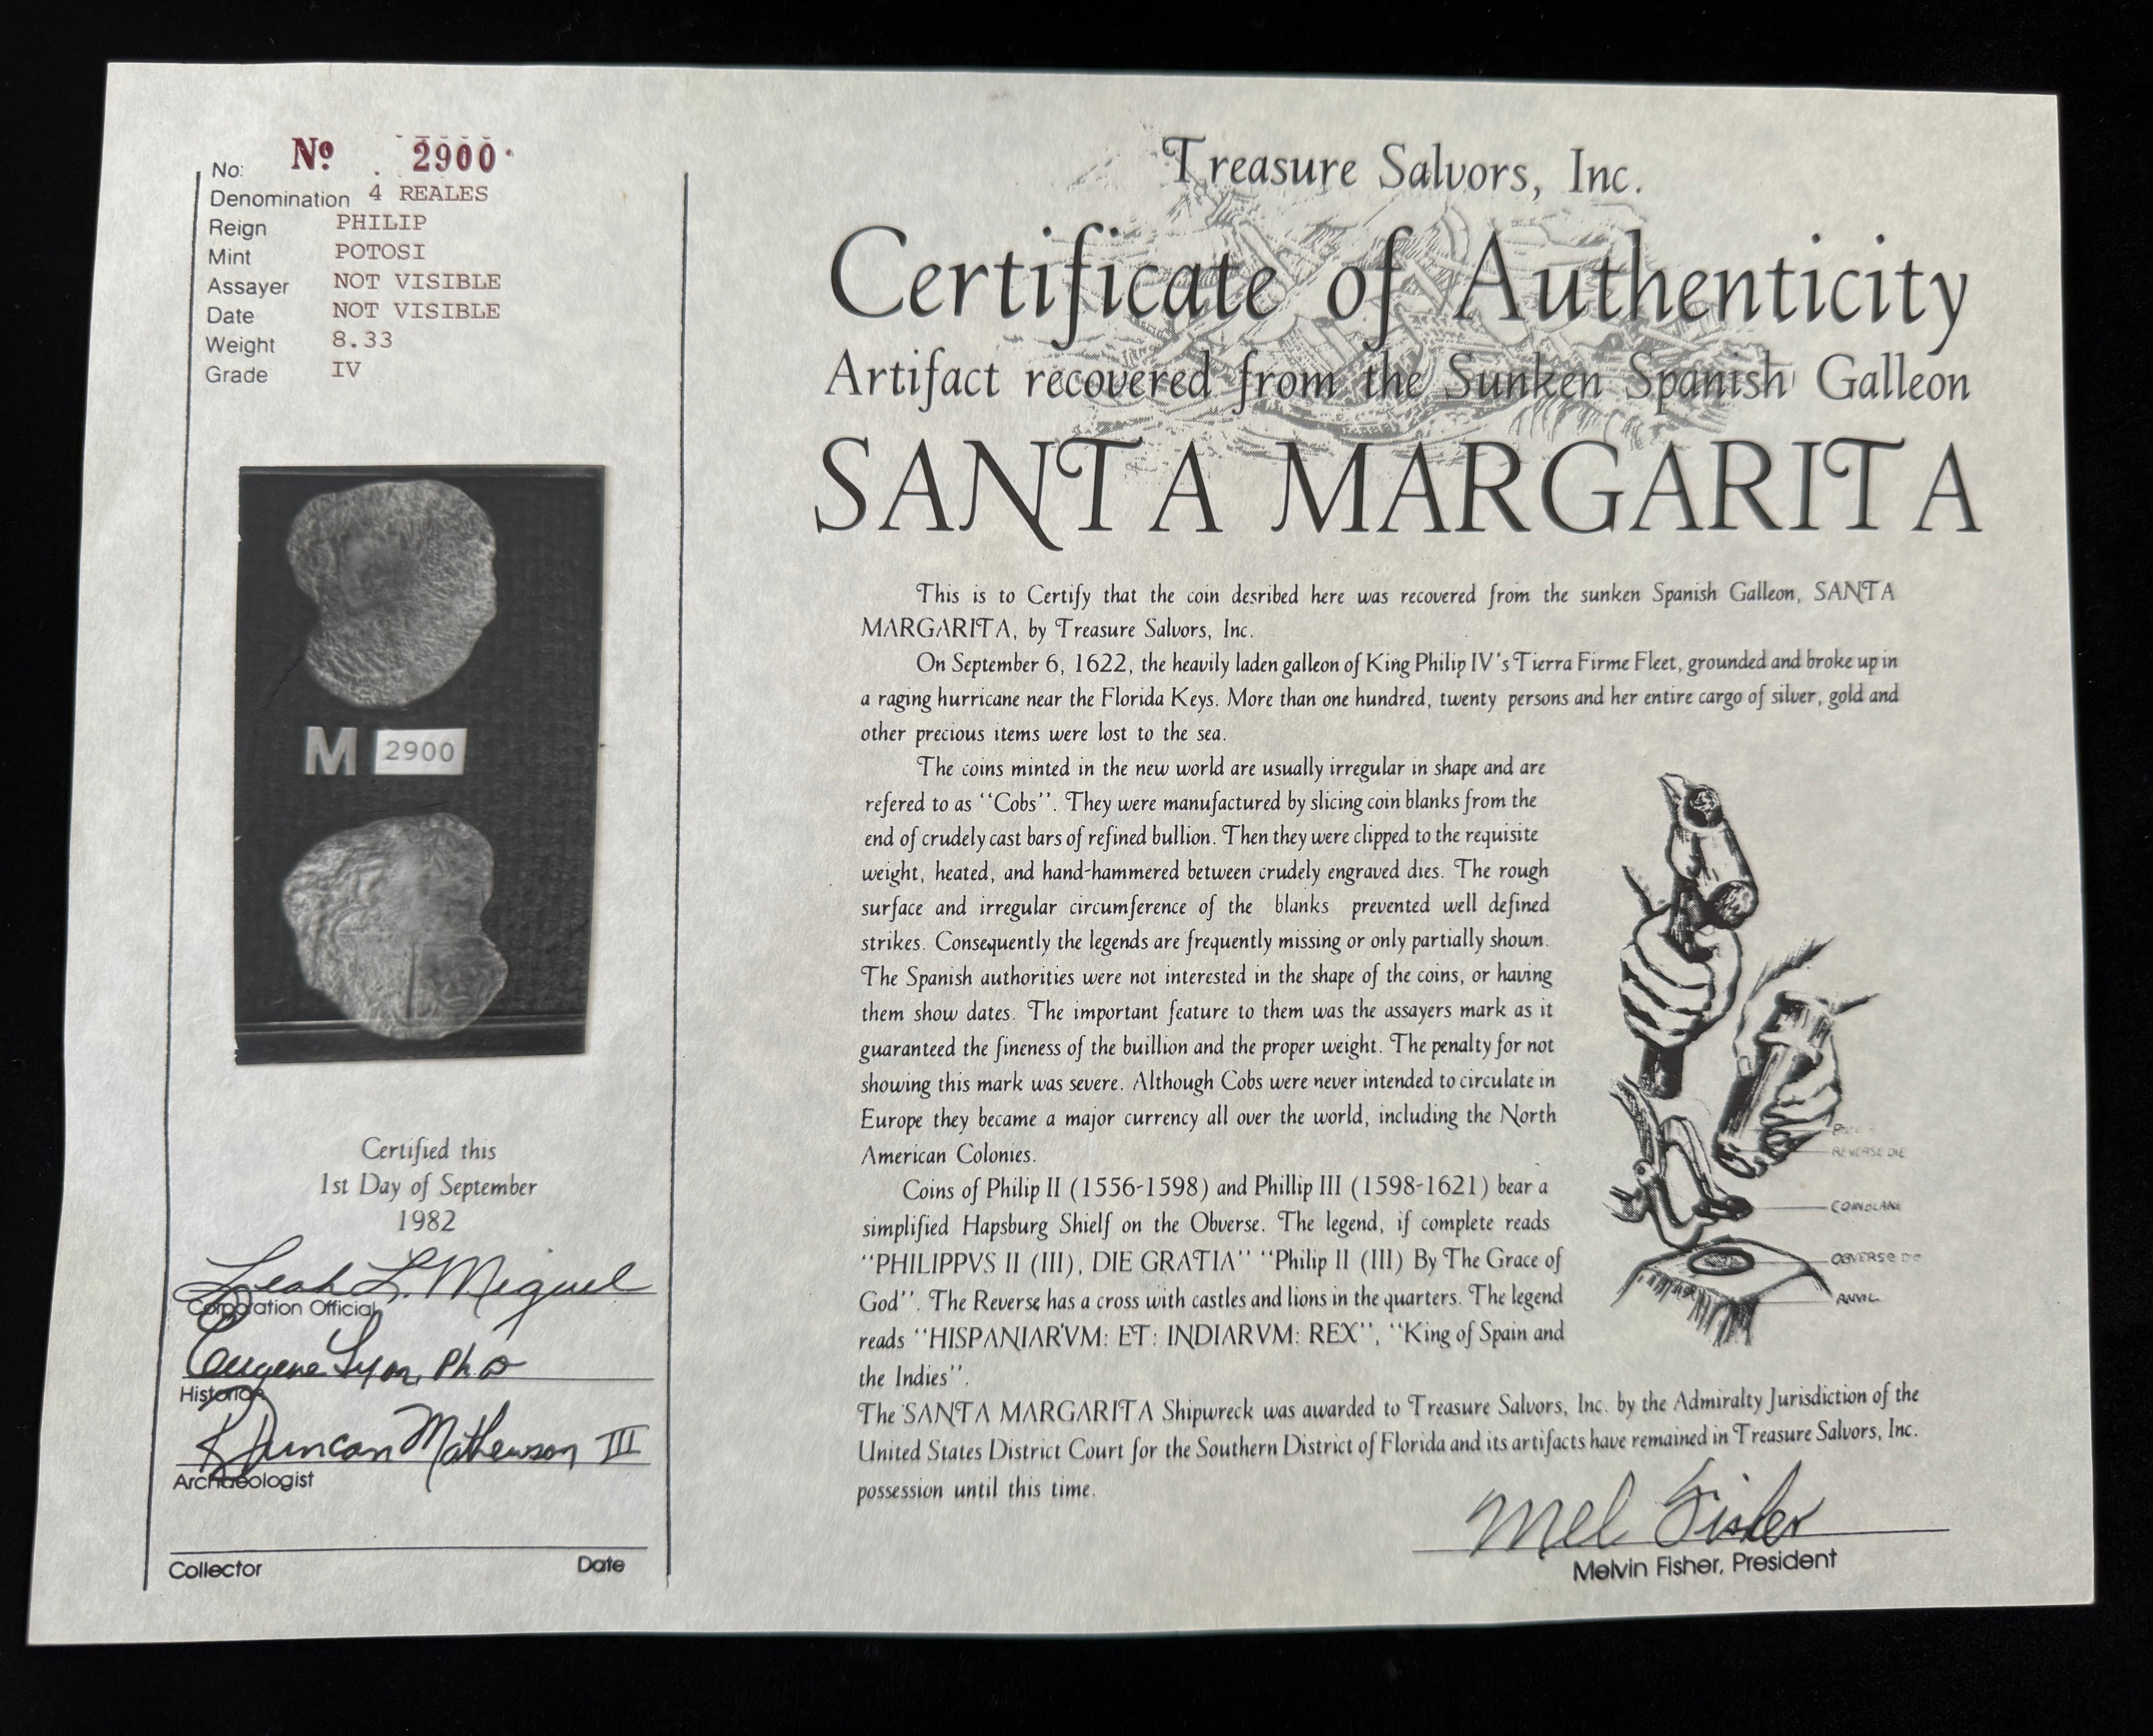 No: Nº 2900
Denomination 4 REALES
Reign PHILIP
Mint POTOSI
Assayer NOT VISIBLE
Date NOT VISIBLE
Weight 8.33
Grade IV
M 2900
Certified this
1st Day of September
1982
Leah L. Miguel
Corporation Official
Eugene Lyon, Ph.D
Historian
R Duncan Mathewson III
Archaeologist
Collector Date
Treasure Salvors, Inc.
Certificate of Authenticity
Artifact recovered from the Sunken Spanish Galleon
SANTA MARGARITA
This is to Certify that the coin desribed here was recovered from the sunken Spanish Galleon, SANTA
MARGARITA, by Treasure Salvors, Inc.
On September 6, 1622, the heavily laden galleon of King Philip IV's Tierra Firme Fleet, grounded and broke up in
a raging hurricane near the Florida Keys. More than one hundred, twenty persons and her entire cargo of silver, gold and
other precious items were lost to the sea.
The coins minted in the new world are usually irregular in shape and are
refered to as ‘‘Cobs’’. They were manufactured by slicing coin blanks from the
end of crudely cast bars of refined bullion. Then they were clipped to the requisite
weight, heated, and hand-hammered between crudely engraved dies. The rough
surface and irregular circumference of the blanks prevented well defined
strikes. Consequently the legends are frequently missing or only partially shown.
The Spanish authorities were not interested in the shape of the coins, or having
them show dates. The important feature to them was the assayers mark as it
guaranteed the fineness of the buillion and the proper weight. The penalty for not
showing this mark was severe. Although Cobs were never intended to circulate in
Europe they became a major currency all over the world, including the North
American Colonies.
Coins of Philip II (1556-1598) and Phillip III (1598-1621) bear a
simplified Hapsburg Shielf on the Obverse. The legend, if complete reads
‘‘PHILIPPVS II (III), DIE GRATIA’’ ‘‘Philip II (III) By The Grace of
God’’. The Reverse has a cross with castles and lions in the quarters. The legend
reads ‘‘HISPANIARVM: ET: INDIARVM: REX’’, ‘‘King of Spain and
the Indies’’.
The SANTA MARGARITA Shipwreck was awarded to Treasure Salvors, Inc. by the Admiralty Jurisdiction of the
United States District Court for the Southern District of Florida and its artifacts have remained in Treasure Salvors, Inc.
possession until this time.
REVERSE DIE
COIN BLANK
OBVERSE
ANVIL
Mel Fisher
Melvin Fisher, President